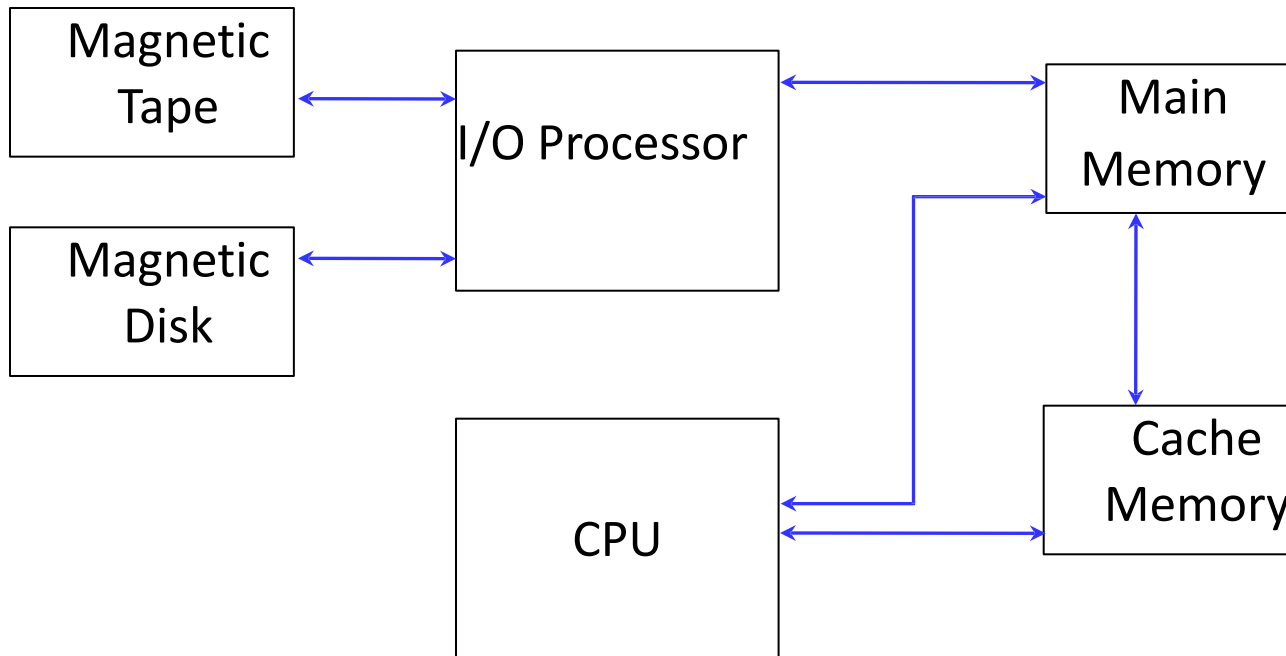 Magnetic
Tape
I/O Processor
Main
Memory
Magnetic
Disk
Cache
Memory
CPU